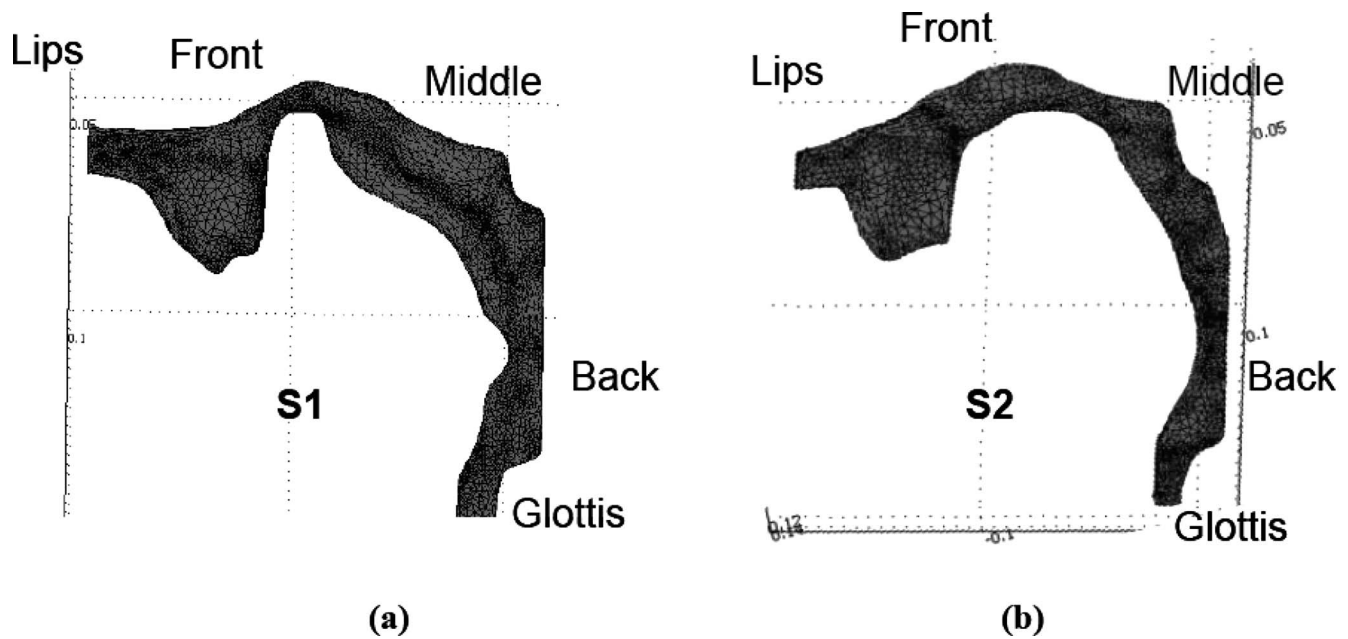 Lips
Front
Middle
0.05
0.1
Back
S1
Glottis
(a)
Front
Lips
Middle
0.05
0.1
Back
S2
Glottis
-0.1
(b)